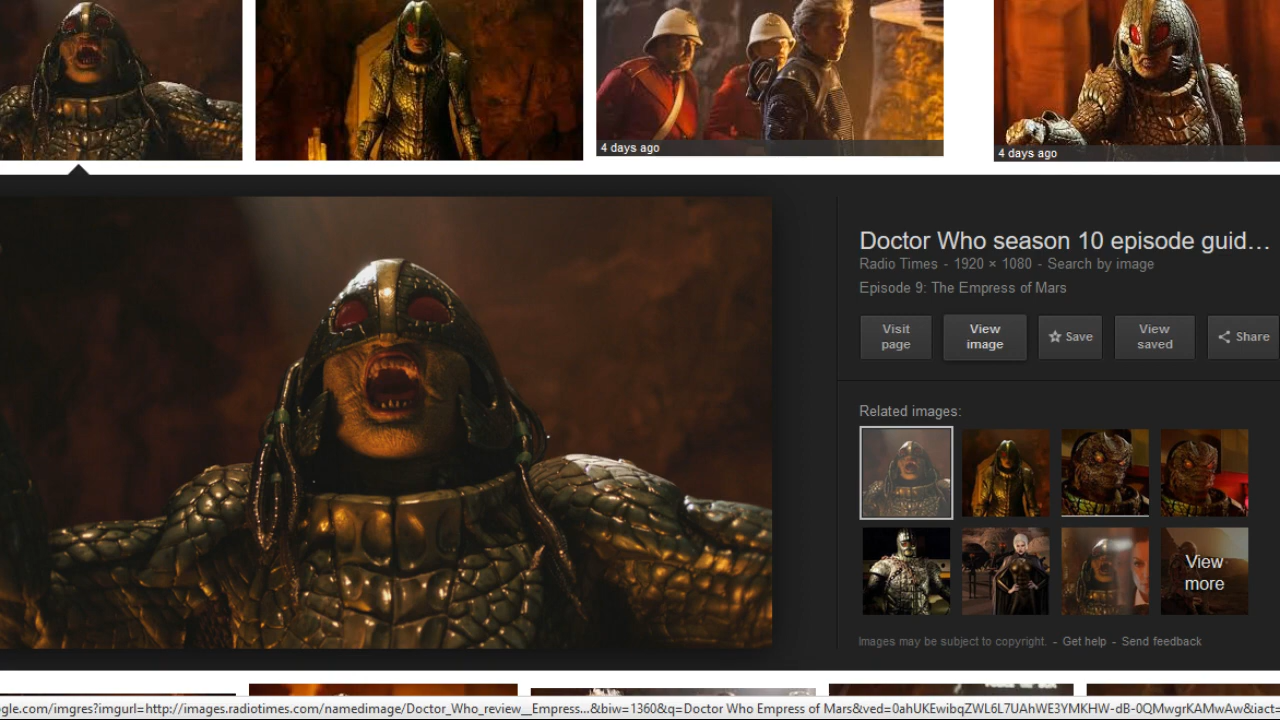 4 days ago
4 days ago
Doctor Who season 10 episode guid…
Radio Times - 1920 × 1080 - Search by image
Episode 9: The Empress of Mars
Visit page
View image
Save
View saved
Share
Related images:
View more
Images may be subject to copyright. - Get help - Send feedback
gle.com/imgres?imgurl=http://images.radiotimes.com/namedimage/Doctor_Who_review__Empress...&biw=1360&q=Doctor Who Empress of Mars&ved=0ahUKEwibqZWL6L7UAhWE3YMKHW-dB-0QMwgrKAMwAw&iact=